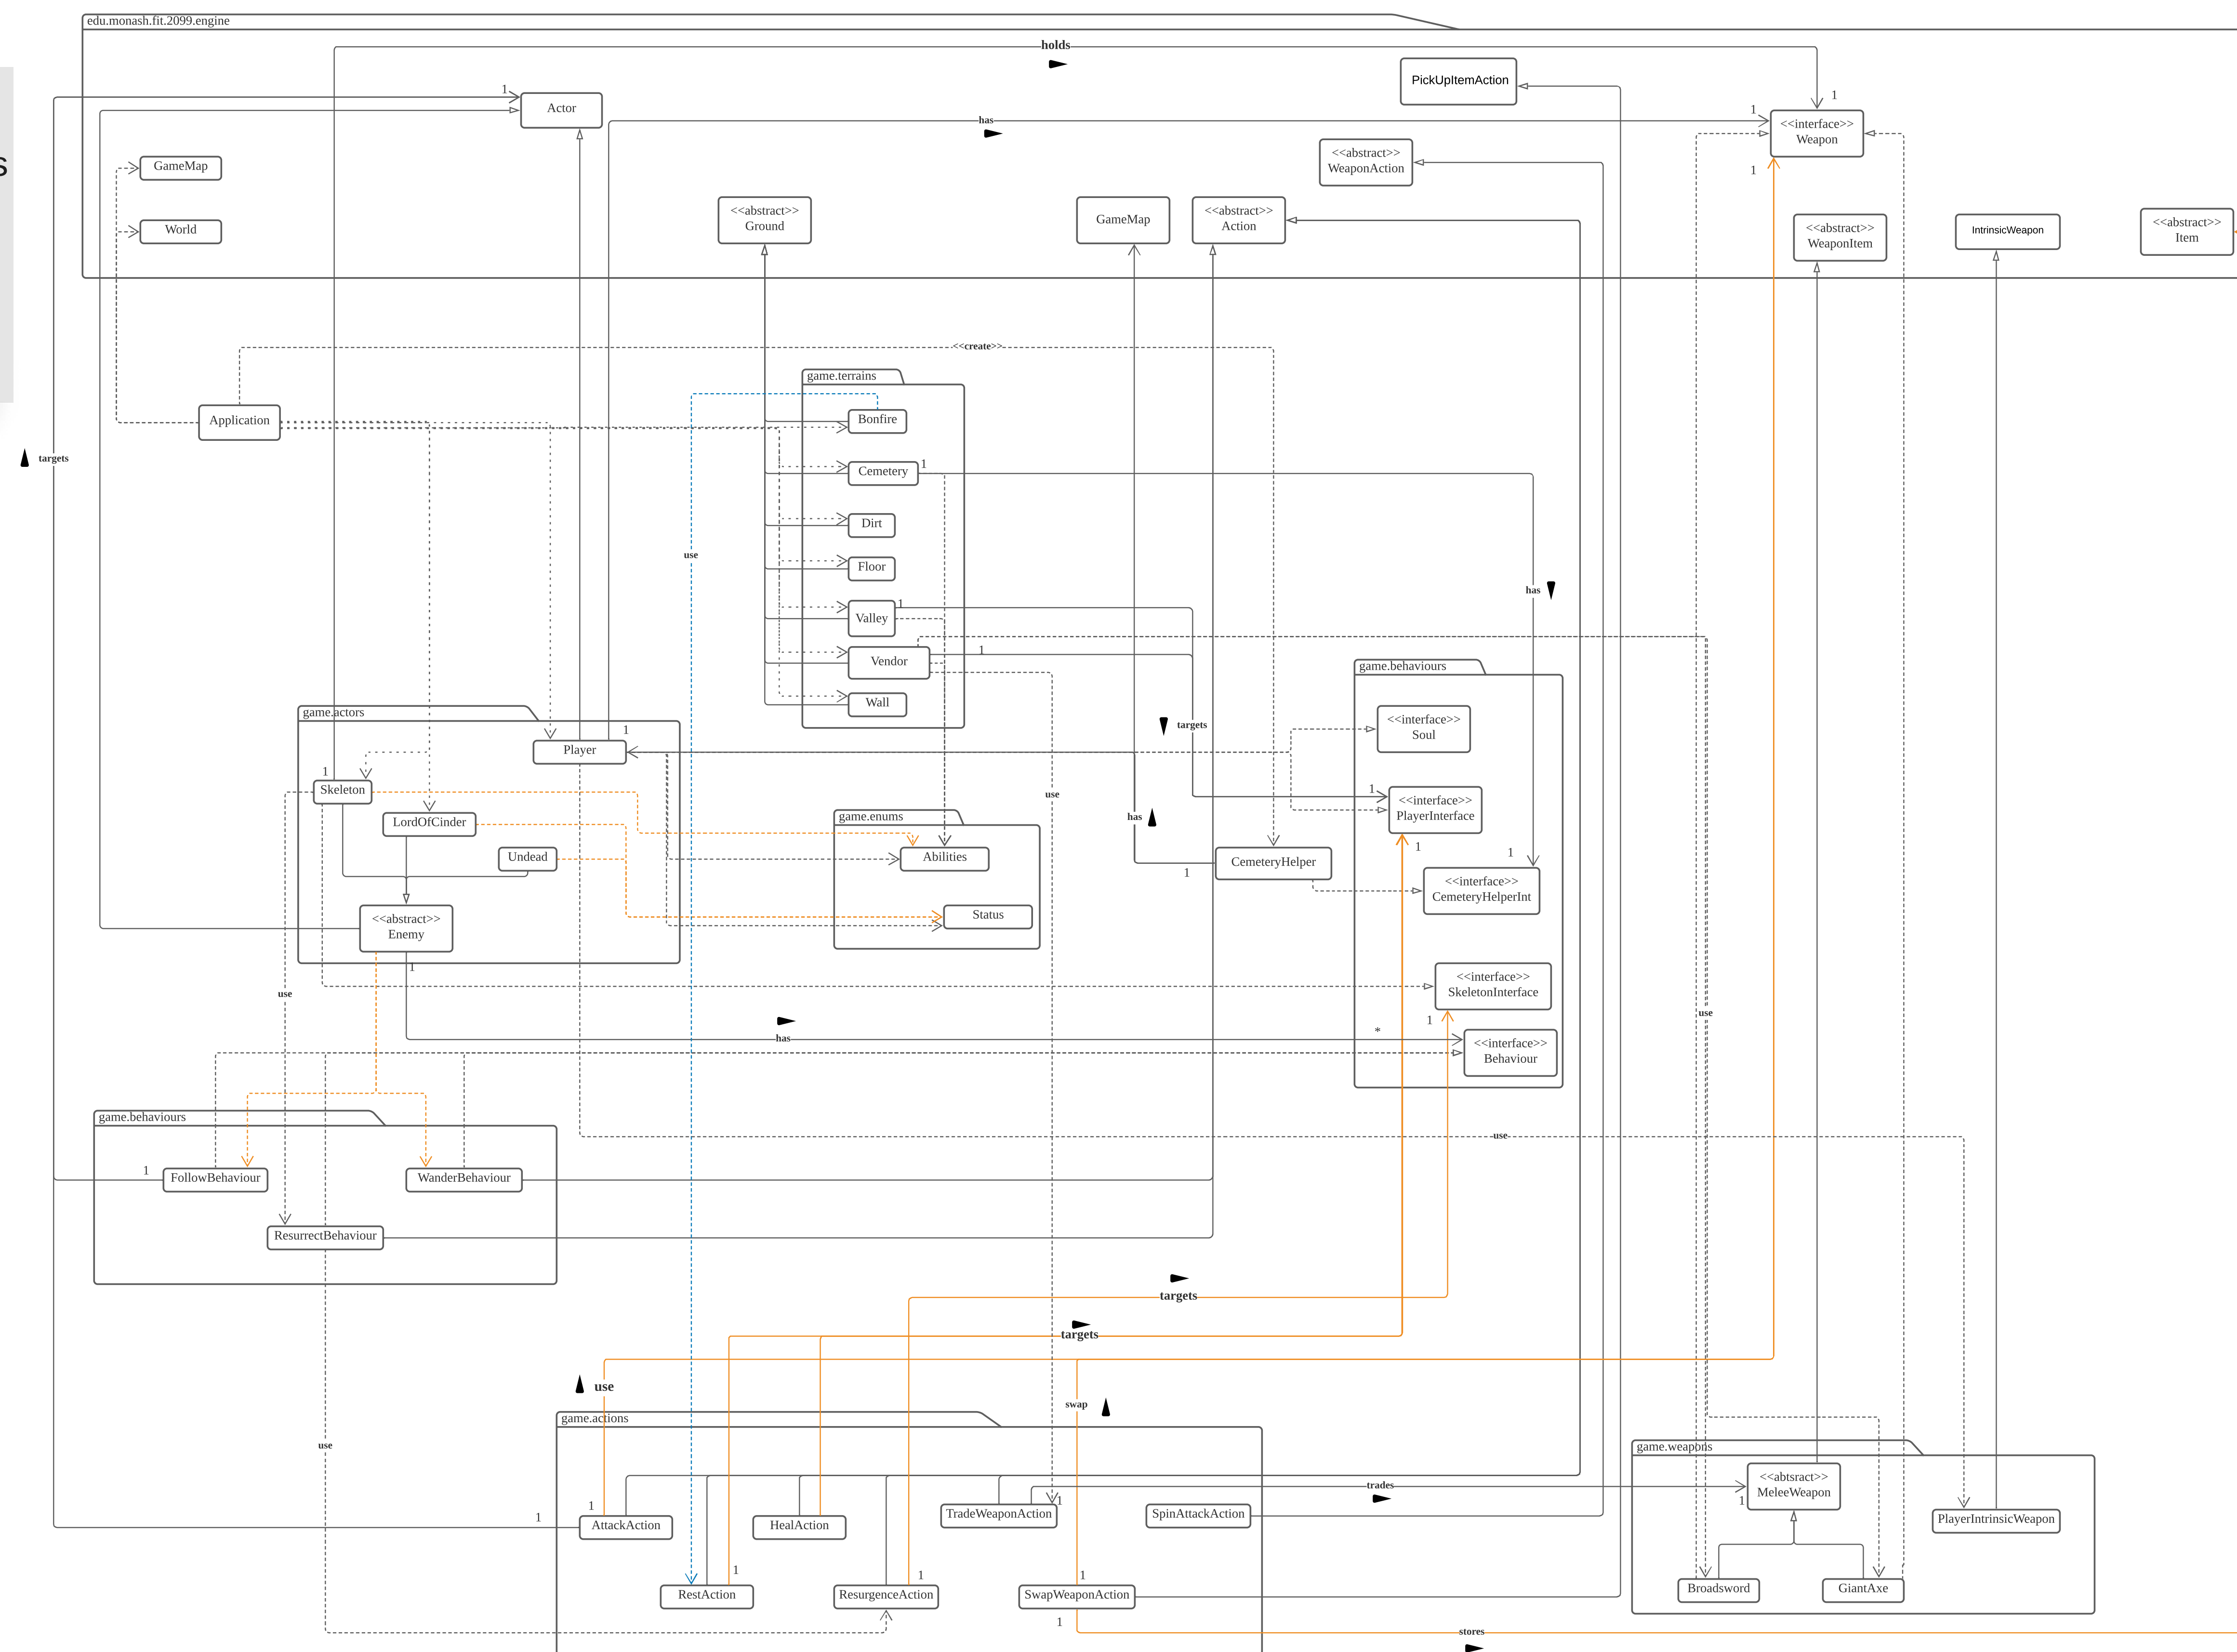 edu.monash.fit.2099.engine
holds
PickUpItemAction
1
1
Actor
1
has
<<interface>>
Weapon
<<abstract>>
WeaponAction
GameMap
1
s
<<abstract>>
Ground
GameMap
<<abstract>>
Action
<<abstract>>
WeaponItem
IntrinsicWeapon
<<abstract>>
Item
World
<<create>>
game.terrains
Application
Bonfire
targets
Cemetery
1
Dirt
use
Floor
has
1
Valley
1
Vendor
game.behaviours
Wall
game.actors
<<interface>>
Soul
targets
1
Player
1
Skeleton
use
1
<<interface>>
PlayerInterface
LordOfCinder
game.enums
has
1
Undead
Abilities
CemeteryHelper
1
1
<<interface>>
CemeteryHelperInt
Status
<<abstract>>
Enemy
1
<<interface>>
SkeletonInterface
use
use
1
*
has
<<interface>>
Behaviour
game.behaviours
use
1
FollowBehaviour
WanderBehaviour
ResurrectBehaviour
targets
targets
use
swap
game.actions
use
game.weapons
trades
<<abtsract>>
MeleeWeapon
1
1
1
1
AttackAction
HealAction
TradeWeaponAction
SpinAttackAction
PlayerIntrinsicWeapon
1
1
1
RestAction
ResurgenceAction
SwapWeaponAction
Broadsword
GiantAxe
1
stores